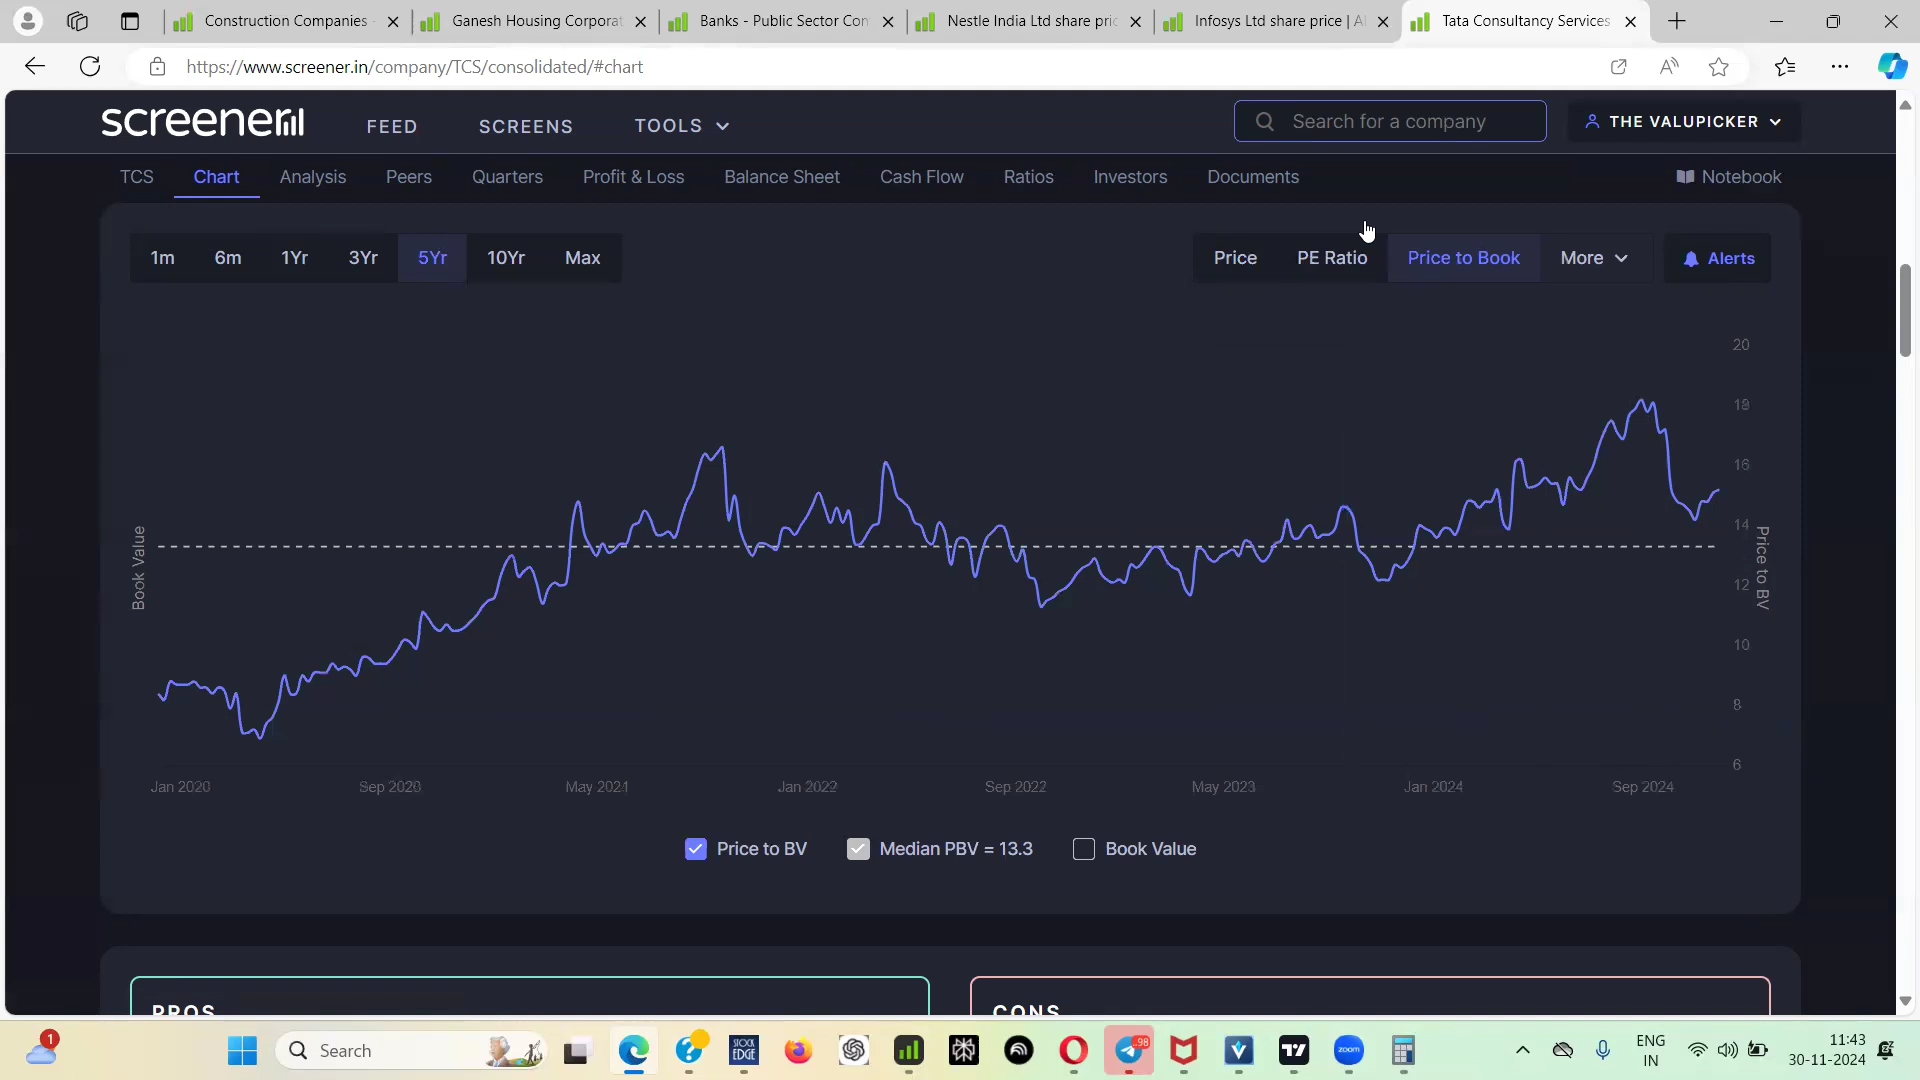 Construction Companies -
Ganesh Housing Corporat
Banks - Public Sector Com
Nestle India Ltd share pric
Infosys Ltd share price | A
Tata Consultancy Services
https://www.screener.in/company/TCS/consolidated/#chart
screener
FEED
SCREENS
TOOLS
Search for a company
THE VALUPICKER
TCS
Chart
Analysis
Peers
Quarters
Profit & Loss
Balance Sheet
Cash Flow
Ratios
Investors
Documents
Notebook
1m
6m
1Yr
3Yr
5Yr
10Yr
Max
Price
PE Ratio
Price to Book
More
Alerts
20
18
16
14
12
10
8
6
Book Value
Price to BV
Jan 2020
Sep 2020
May 2021
Jan 2022
Sep 2022
May 2023
Jan 2024
Sep 2024
Price to BV
Median PBV = 13.3
Book Value
PROS
CONS
1
Search
STOCK
EDGE
98
zoom
ENG
IN
11:43
30-11-2024